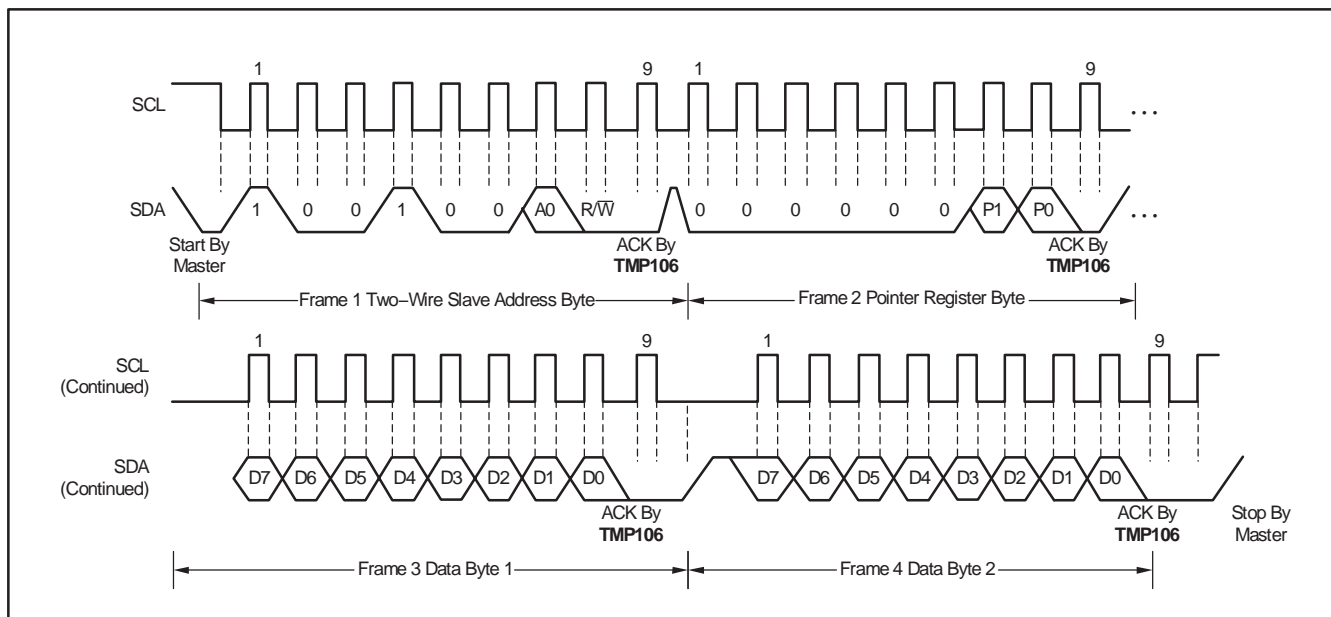 1 9 1 9
SCL
...
SDA 1 0 0 1 0 0 A0 R/W̅ 0 0 0 0 0 0 P1 P0 ...
Start By
Master
ACK By
TMP106
ACK By
TMP106
Frame 1 Two−Wire Slave Address Byte
Frame 2 Pointer Register Byte
1 9 1 9
SCL
(Continued)
SDA
(Continued)
D7 D6 D5 D4 D3 D2 D1 D0 D7 D6 D5 D4 D3 D2 D1 D0
ACK By
TMP106
ACK By
TMP106
Stop By
Master
Frame 3 Data Byte 1
Frame 4 Data Byte 2